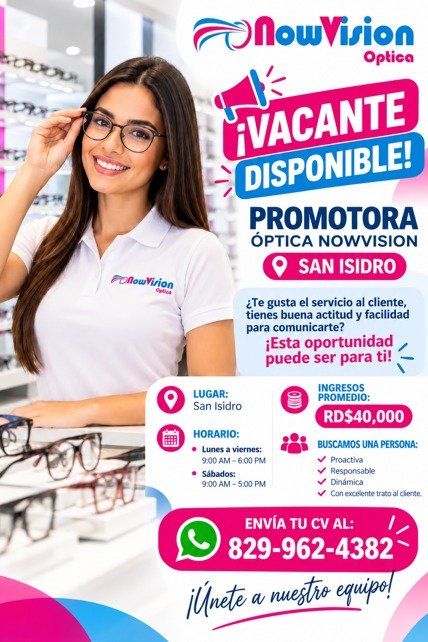 NowVision
Optica
¡VACANTE
DISPONIBLE!
PROMOTORA
ÓPTICA NOWVISION
SAN ISIDRO
¿Te gusta el servicio al cliente,
tienes buena actitud y facilidad
para comunicarte?
¡Esta oportunidad
puede ser para ti!
NowVision
Optica
LUGAR:
San Isidro
HORARIO:
• Lunes a viernes:
9:00 AM – 6:00 PM
• Sábados:
9:00 AM – 5:00 PM
INGRESOS
PROMEDIO:
RD$40,000
BUSCAMOS UNA PERSONA:
✓ Proactiva
✓ Responsable
✓ Dinámica
✓ Con excelente trato al cliente.
ENVÍA TU CV AL:
829-962-4382
¡Únete a nuestro equipo!